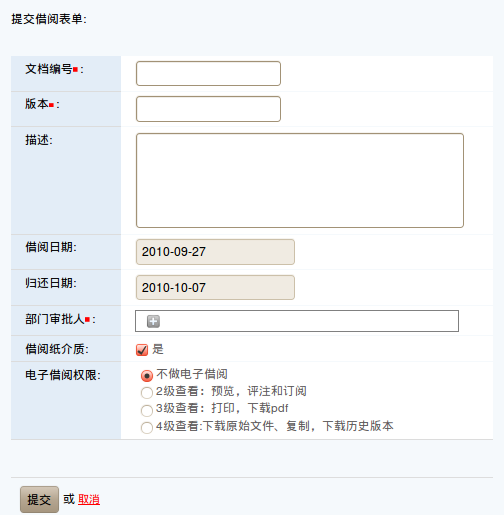 提交借阅表单:
文档编号 :
版本 :
描述:
借阅日期: 2010-09-27
归还日期: 2010-10-07
部门审批人 :
借阅纸介质: 是
电子借阅权限: 不做电子借阅
2级查看：预览，评注和订阅
3级查看：打印，下载pdf
4级查看:下载原始文件、复制，下载历史版本
提交 或 取消